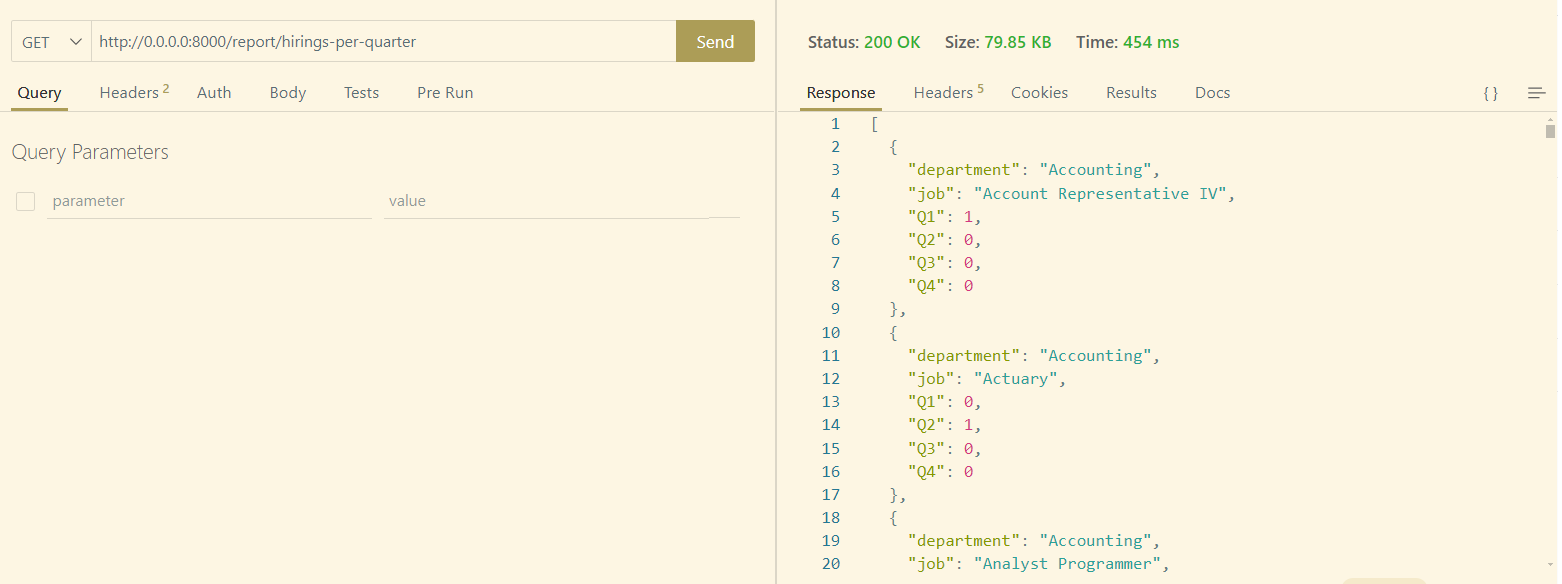 GET http://0.0.0.0:8000/report/hirings-per-quarter Send
Query Headers 2 Auth Body Tests Pre Run
Query Parameters
parameter value
Status: 200 OK Size: 79.85 KB Time: 454 ms
Response Headers 5 Cookies Results Docs { }
1 [
2 {
3 "department": "Accounting",
4 "job": "Account Representative IV",
5 "Q1": 1,
6 "Q2": 0,
7 "Q3": 0,
8 "Q4": 0
9 },
10 {
11 "department": "Accounting",
12 "job": "Actuary",
13 "Q1": 0,
14 "Q2": 1,
15 "Q3": 0,
16 "Q4": 0
17 },
18 {
19 "department": "Accounting",
20 "job": "Analyst Programmer",